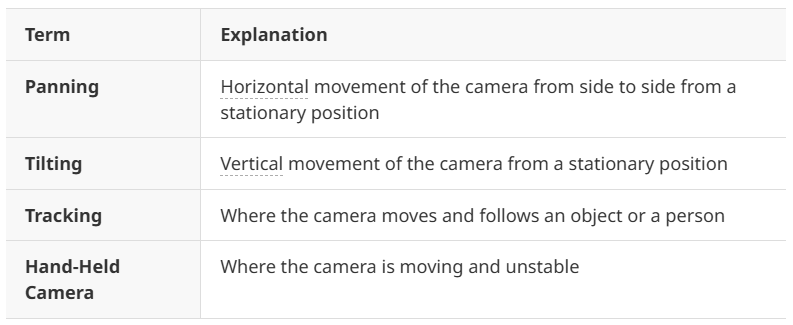 Term Explanation
Panning Horizontal movement of the camera from side to side from a
stationary position
Tilting Vertical movement of the camera from a stationary position
Tracking Where the camera moves and follows an object or a person
Hand-Held Where the camera is moving and unstable
Camera